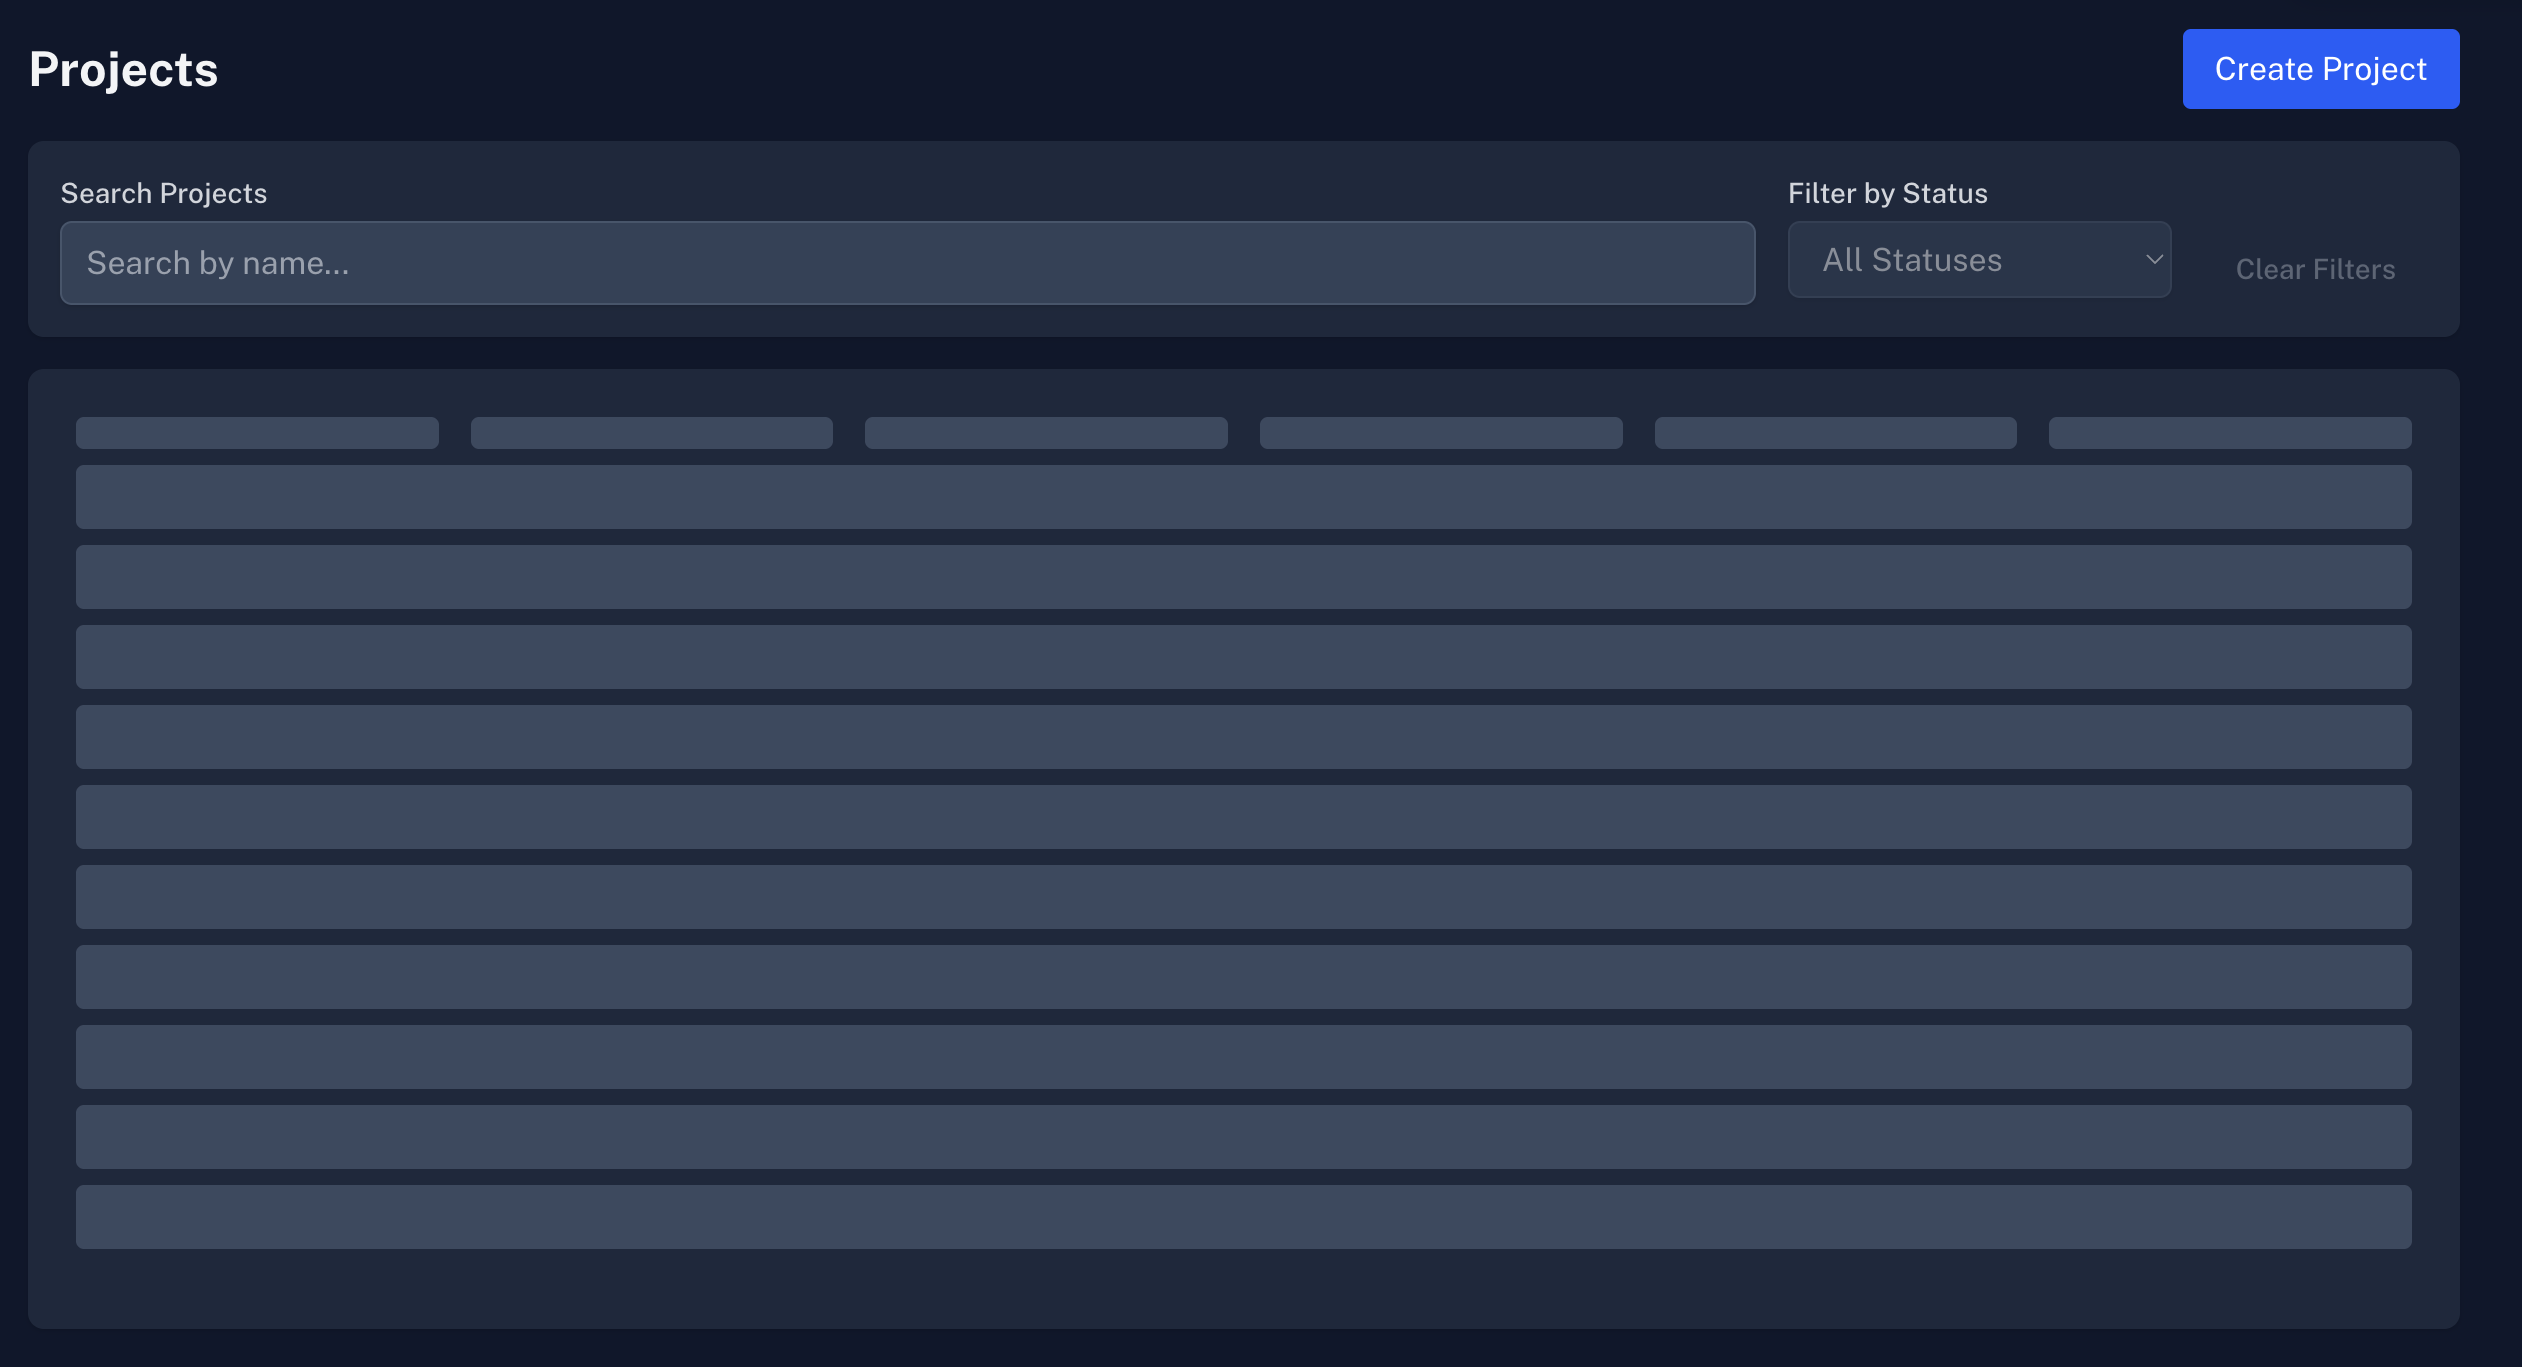 Projects
Create Project
Search Projects
Filter by Status
Search by name...
All Statuses
Clear Filters